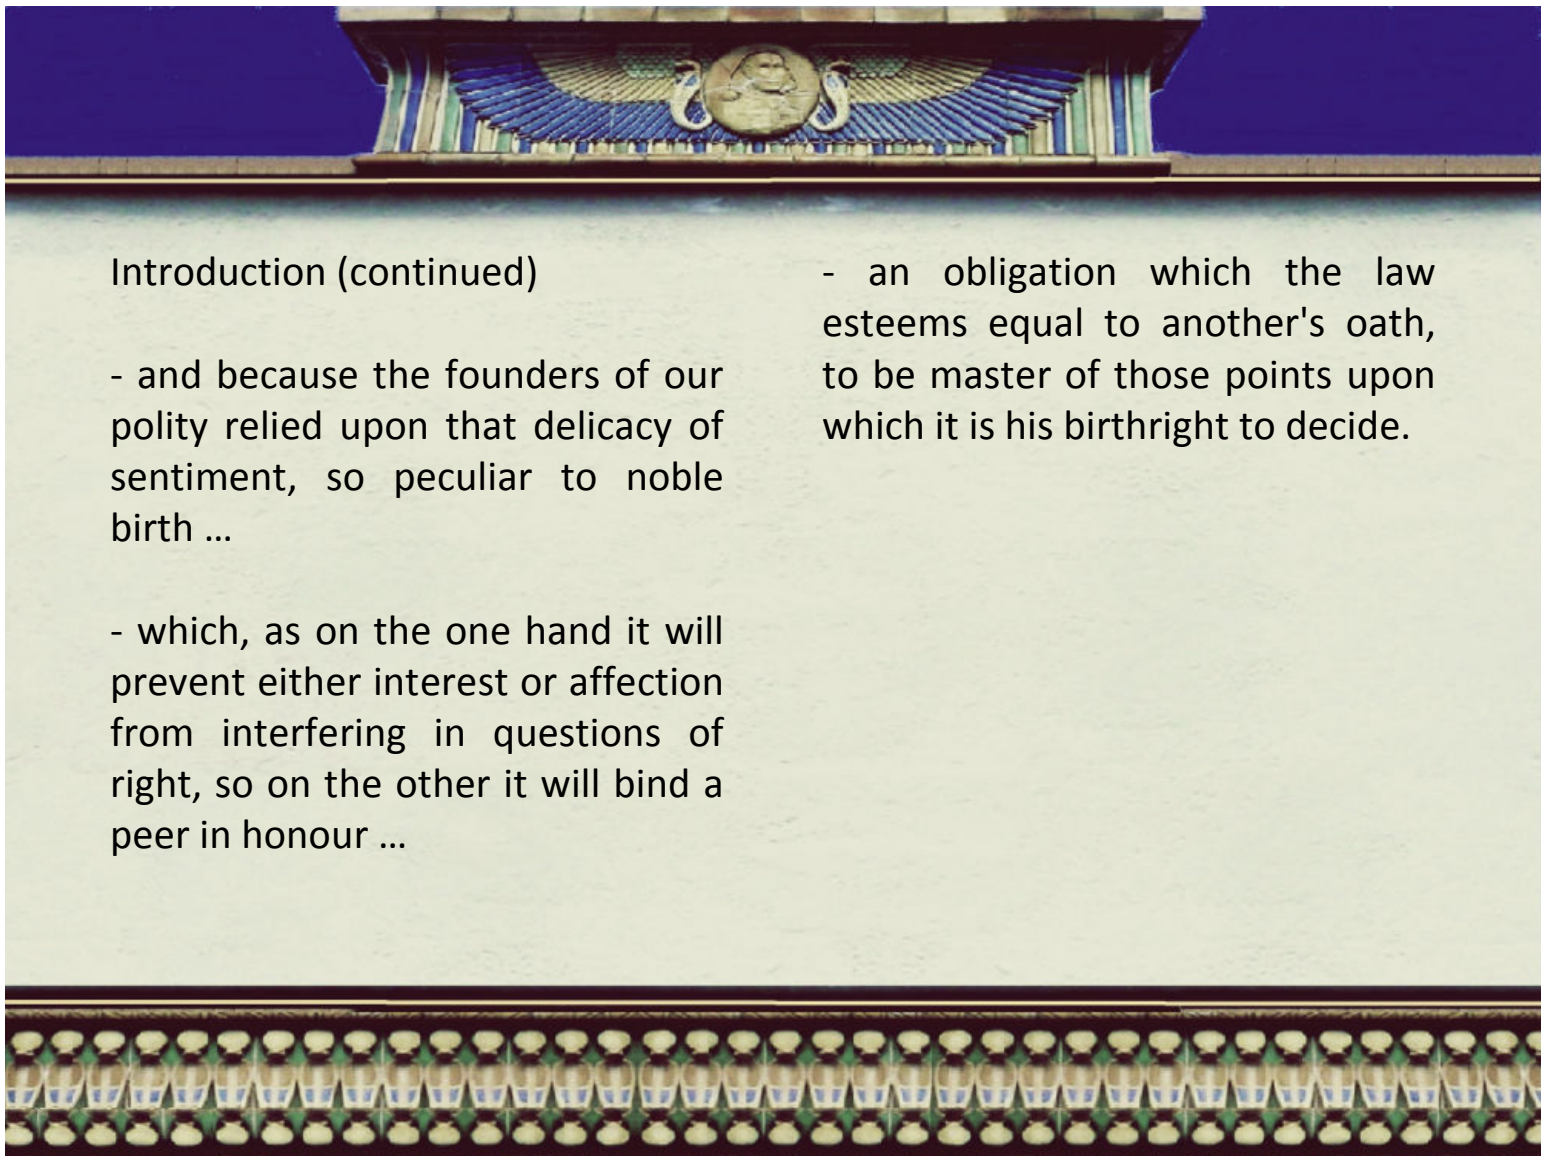 Introduction (continued)
- and because the founders of our
polity relied upon that delicacy of
sentiment, so peculiar to noble
birth ...
- which, as on the one hand it will
prevent either interest or affection
from interfering in questions of
right, so on the other it will bind a
peer in honour ...
- an obligation which the law
esteems equal to another's oath,
to be master of those points upon
which it is his birthright to decide.